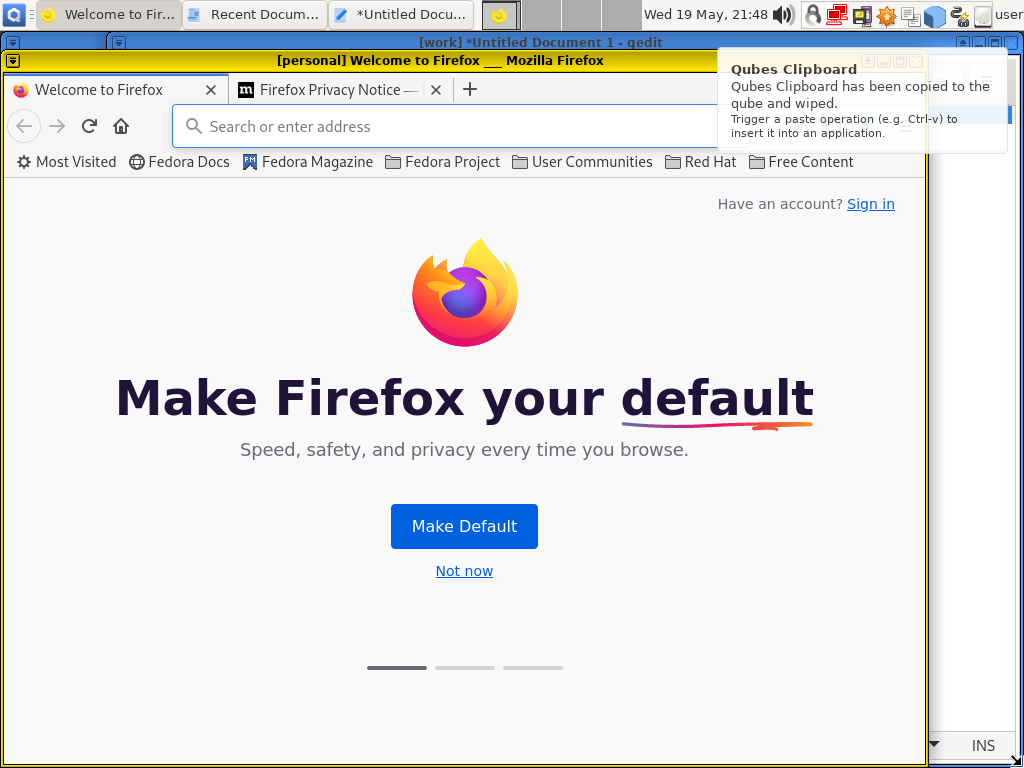 Welcome to Fir...
Recent Docum...
*Untitled Docu...
Wed 19 May, 21:48
user
[work] *Untitled Document 1 - gedit
[personal] Welcome to Firefox __ Mozilla Firefox
Qubes Clipboard
Qubes Clipboard has been copied to the
qube and wiped.
Trigger a paste operation (e.g. Ctrl-v) to
insert it into an application.
Welcome to Firefox
Firefox Privacy Notice —
Search or enter address
Most Visited
Fedora Docs
Fedora Magazine
Fedora Project
User Communities
Red Hat
Free Content
Have an account? Sign in
Make Firefox your default
Speed, safety, and privacy every time you browse.
Make Default
Not now
INS